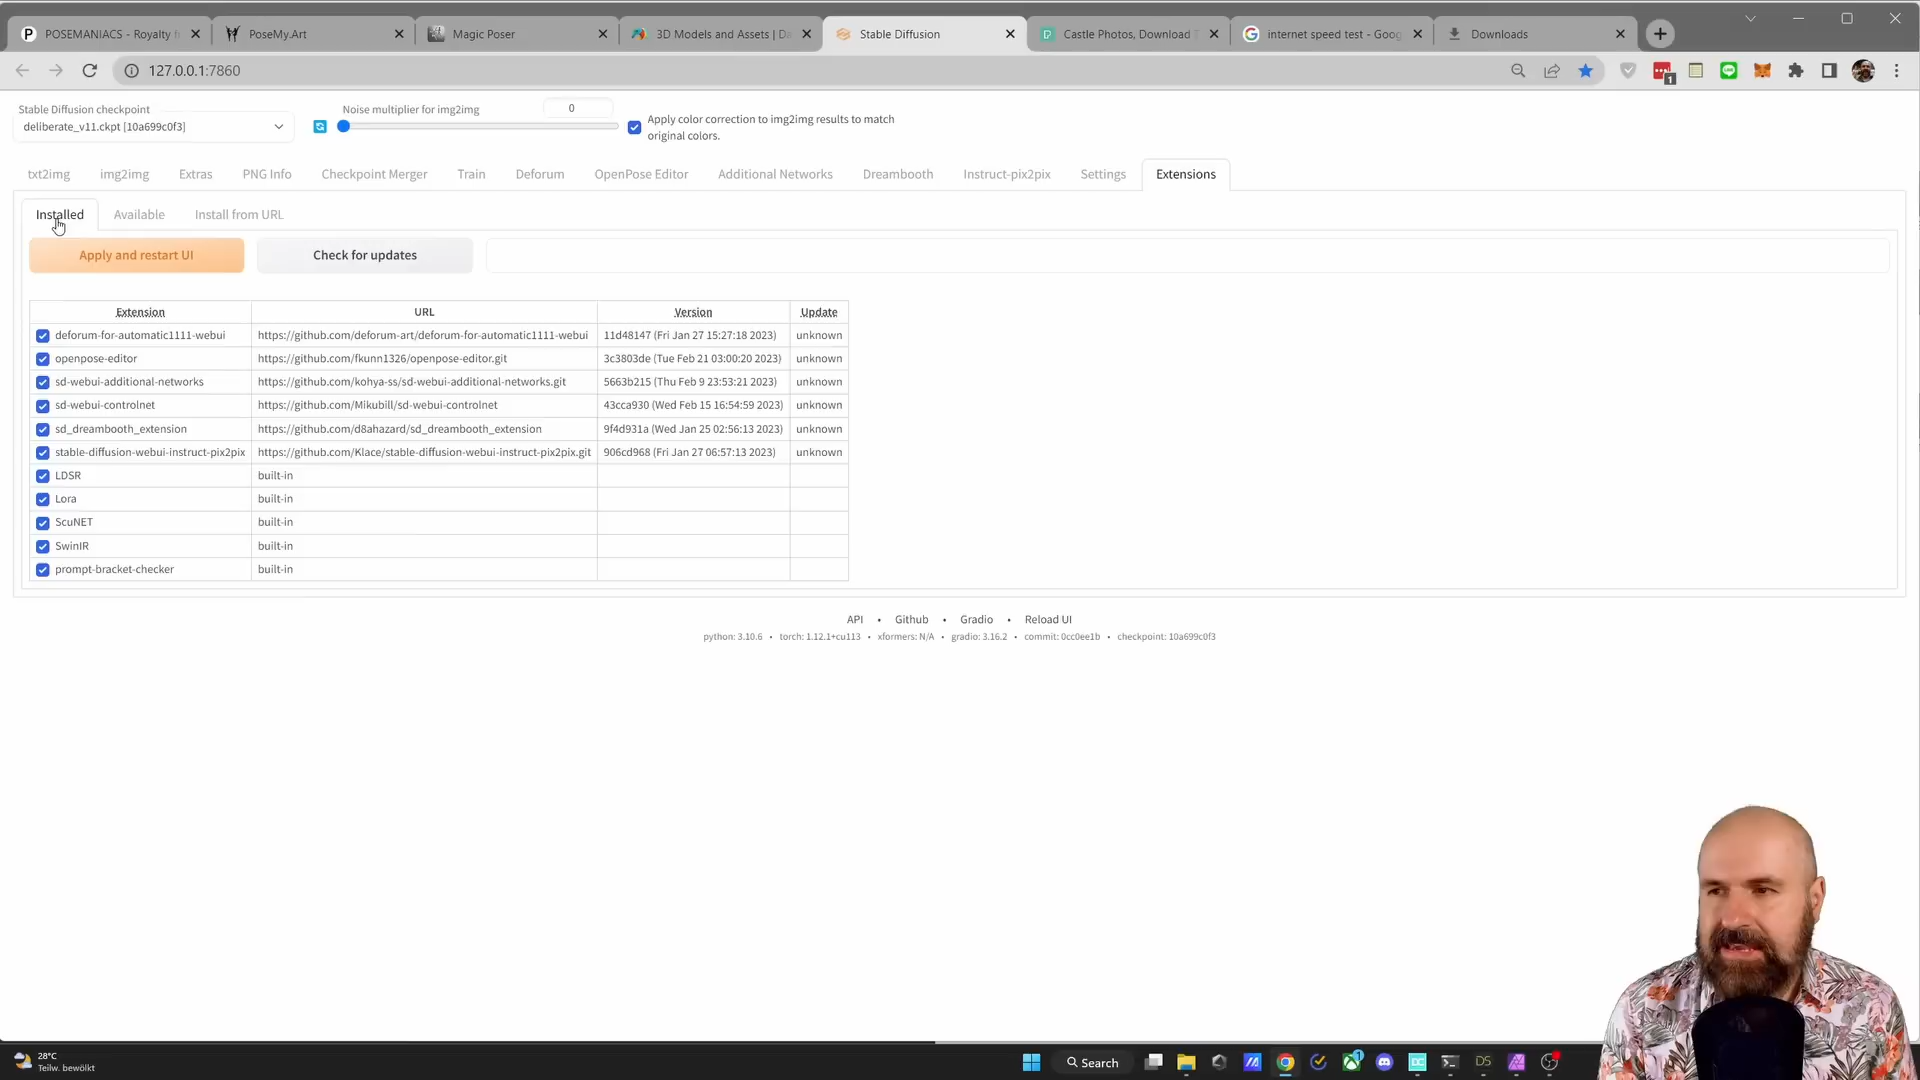 POSEMANIACS - Royalty f
PoseMy.Art
Magic Poser
3D Models and Assets | Da
Stable Diffusion
Castle Photos, Download
internet speed test - Goog
Downloads
127.0.0.1:7860
1
Stable Diffusion checkpoint
deliberate_v11.ckpt [10a699c0f3]
Noise multiplier for img2img
0
Apply color correction to img2img results to match
original colors.
txt2img img2img Extras PNG Info Checkpoint Merger Train Deforum OpenPose Editor Additional Networks Dreambooth Instruct-pix2pix Settings Extensions
Installed Available Install from URL
Apply and restart UI Check for updates
Extension URL Version Update
deforum-for-automatic1111-webui https://github.com/deforum-art/deforum-for-automatic1111-webui 11d48147 (Fri Jan 27 15:27:18 2023) unknown
openpose-editor https://github.com/fkunn1326/openpose-editor.git 3c3803de (Tue Feb 21 03:00:20 2023) unknown
sd-webui-additional-networks https://github.com/kohya-ss/sd-webui-additional-networks.git 5663b215 (Thu Feb 9 23:53:21 2023) unknown
sd-webui-controlnet https://github.com/Mikubill/sd-webui-controlnet 43cca930 (Wed Feb 15 16:54:59 2023) unknown
sd_dreambooth_extension https://github.com/d8ahazard/sd_dreambooth_extension 9f4d931a (Wed Jan 25 02:56:13 2023) unknown
stable-diffusion-webui-instruct-pix2pix https://github.com/Klace/stable-diffusion-webui-instruct-pix2pix.git 906cd968 (Fri Jan 27 06:57:13 2023) unknown
LDSR built-in
Lora built-in
ScuNET built-in
SwinIR built-in
prompt-bracket-checker built-in
API • Github • Gradio • Reload UI
python: 3.10.6 • torch: 1.12.1+cu113 • xformers: N/A • gradio: 3.16.2 • commit: 0cc0ee1b • checkpoint: 10a699c0f3
28°C
Teilw. bewölkt
Search
DS